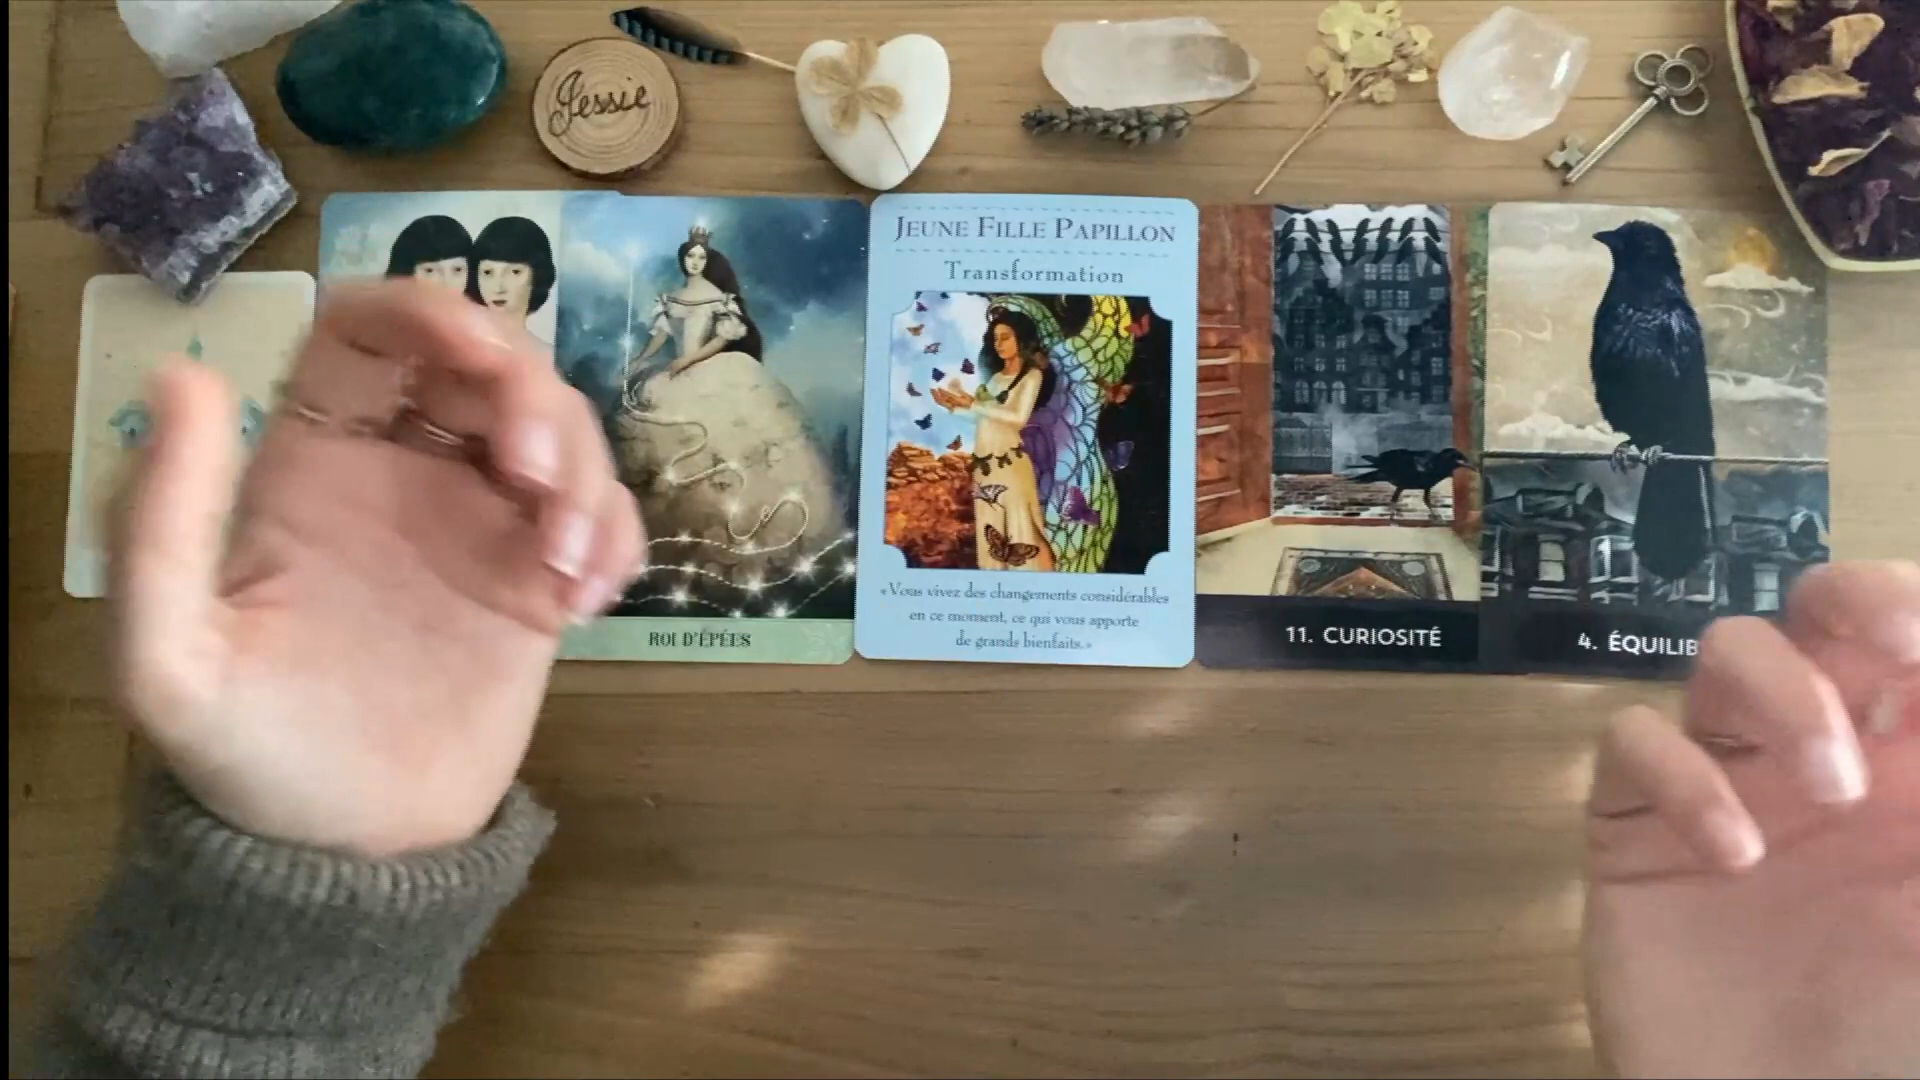 Jessie
JEUNE FILLE PAPILLON
Transformation
«Vous vivez des changements considérables
en ce moment, ce qui vous apporte
de grands bienfaits.»
ROI D'ÉPÉES
11. CURIOSITÉ
4. ÉQUILIB